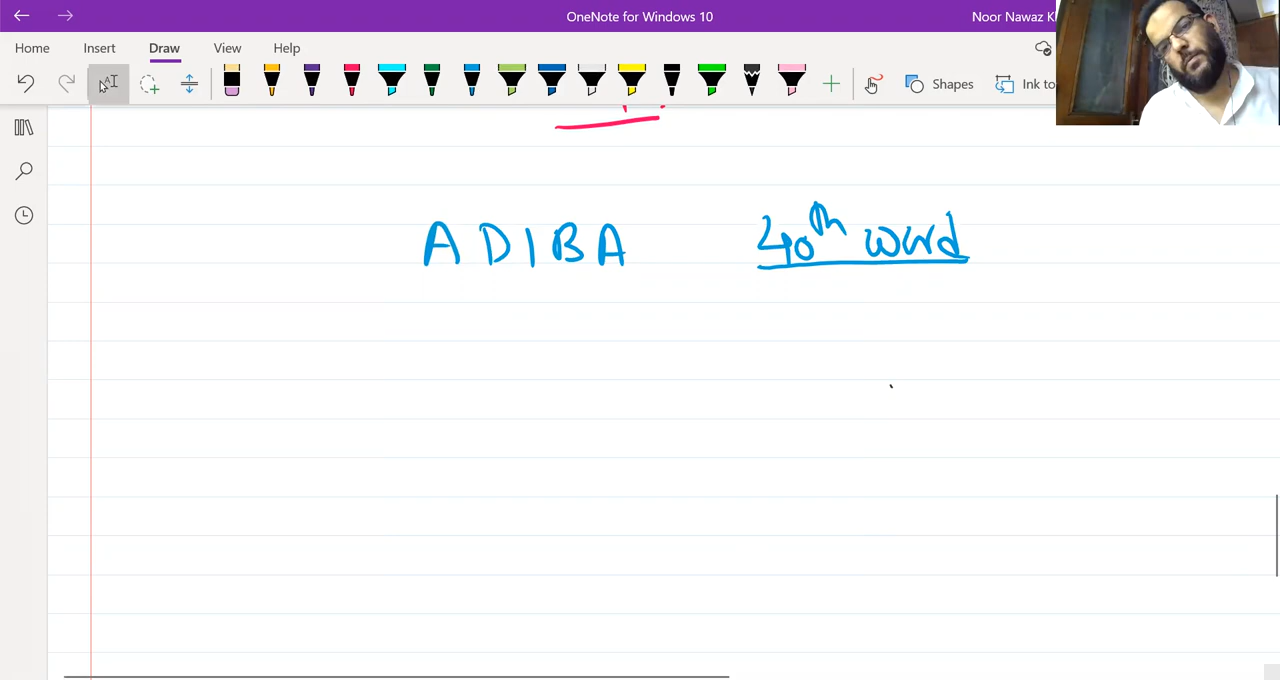 OneNote for Windows 10
Noor Nawaz K
Home Insert Draw View Help
Shapes Ink to
ADIBA 40th word